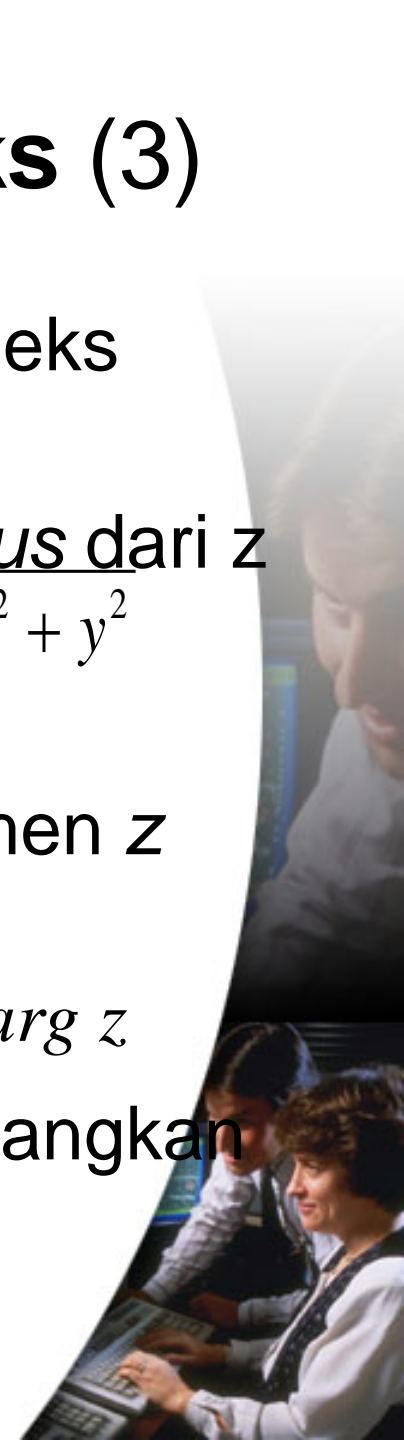 ks (3)
eks
us dari z
² + y²
nen z
arg z
angkan